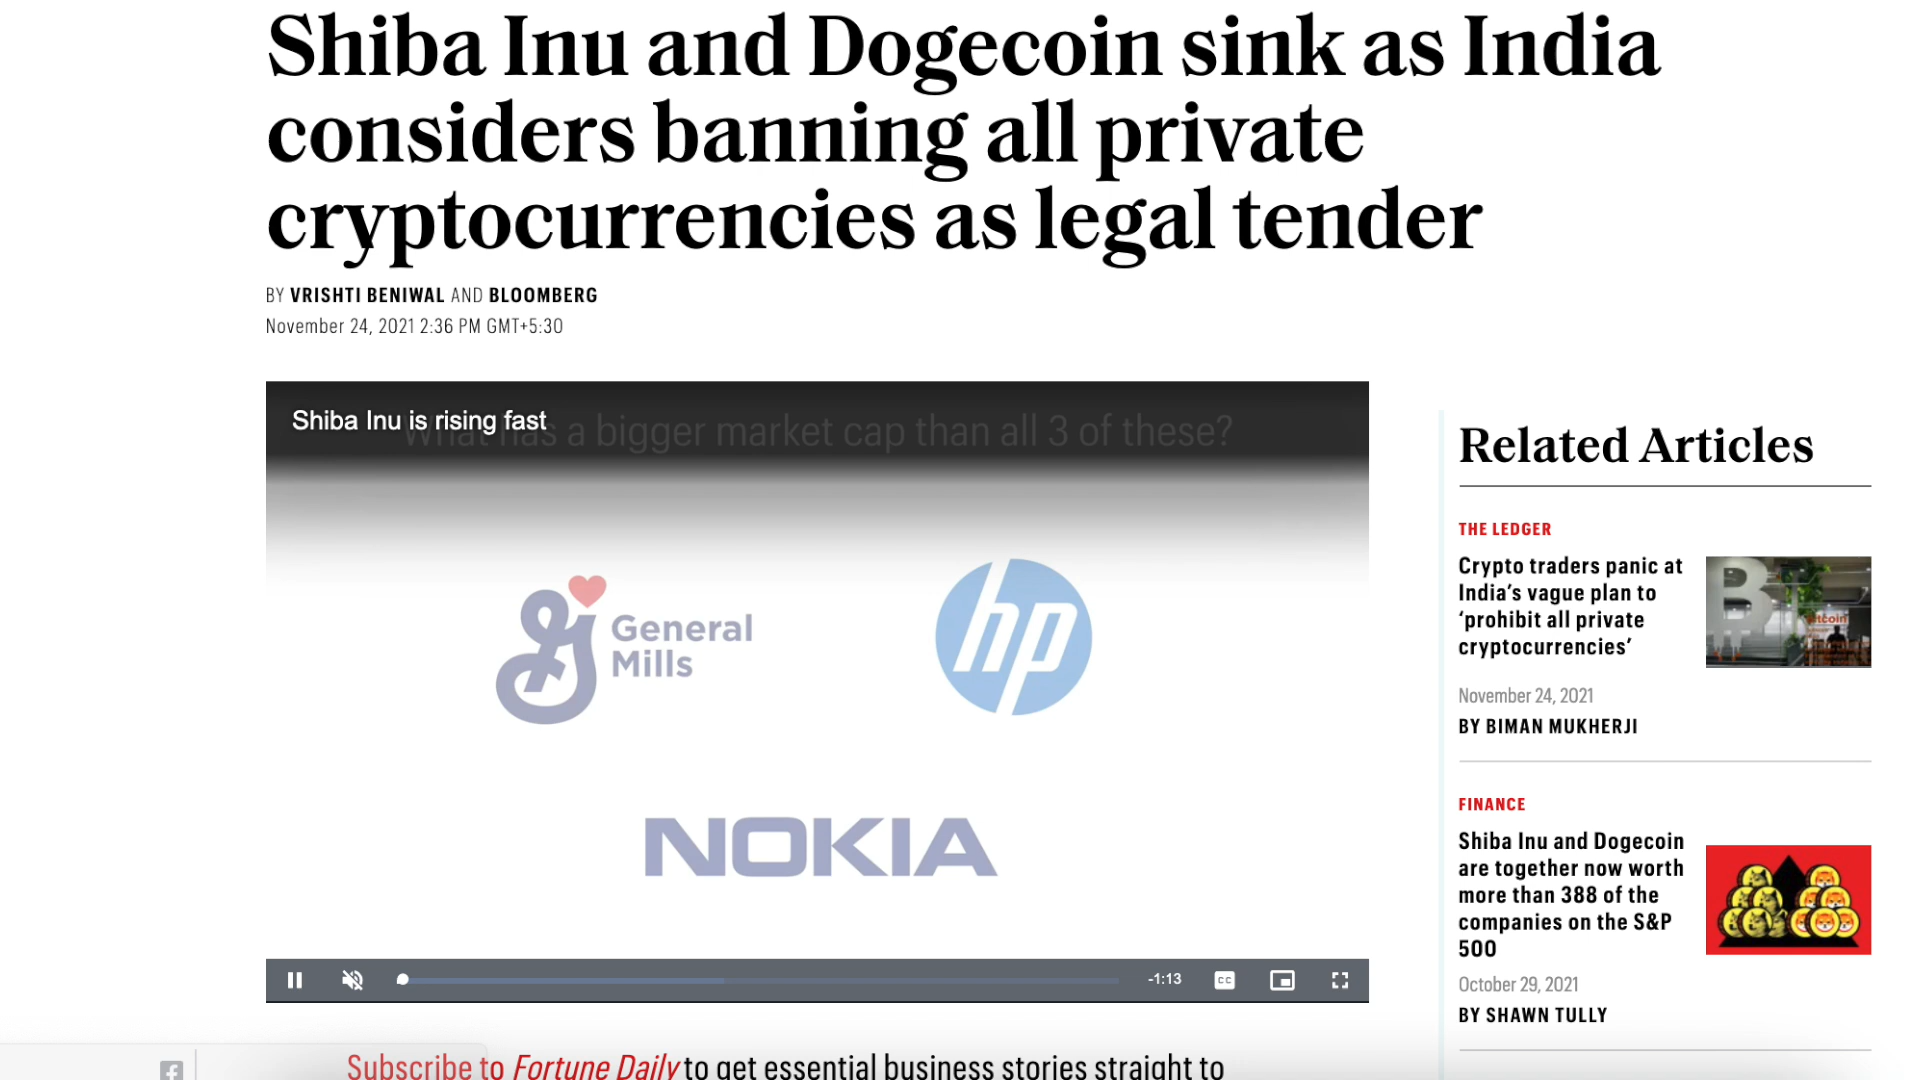 Shiba Inu and Dogecoin sink as India
considers banning all private
cryptocurrencies as legal tender
BY VRISHTI BENIWAL AND BLOOMBERG
November 24, 2021 2:36 PM GMT+5:30
Shiba Inu is rising fast
What has a bigger market cap than all 3 of these?
General
Mills
hp
NOKIA
-1:13
CC
Related Articles
THE LEDGER
Crypto traders panic at
India's vague plan to
‘prohibit all private
cryptocurrencies’
November 24, 2021
BY BIMAN MUKHERJI
FINANCE
Shiba Inu and Dogecoin
are together now worth
more than 388 of the
companies on the S&P
500
October 29, 2021
BY SHAWN TULLY
Subscribe to Fortune Daily to get essential business stories straight to